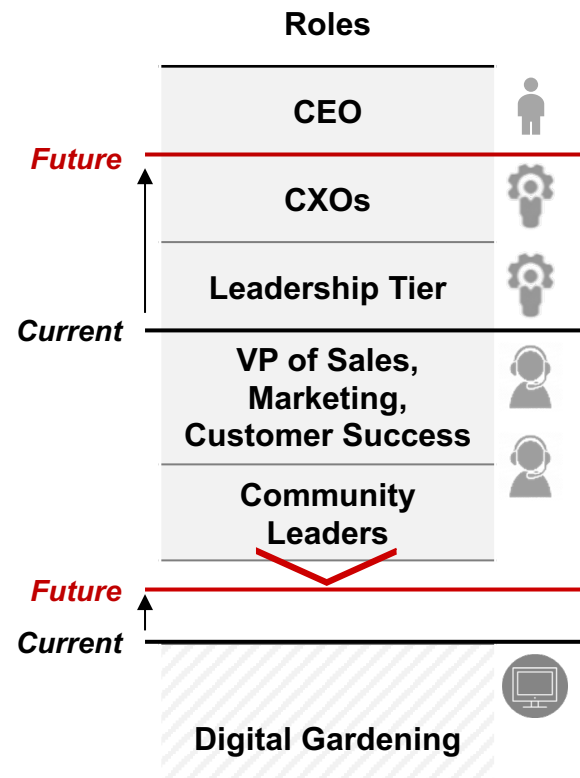 Roles
CEO
Future
CXOs
Leadership Tier
Current
VP of Sales,
Marketing,
Customer Success
Community
Leaders
Future
Current
Digital Gardening